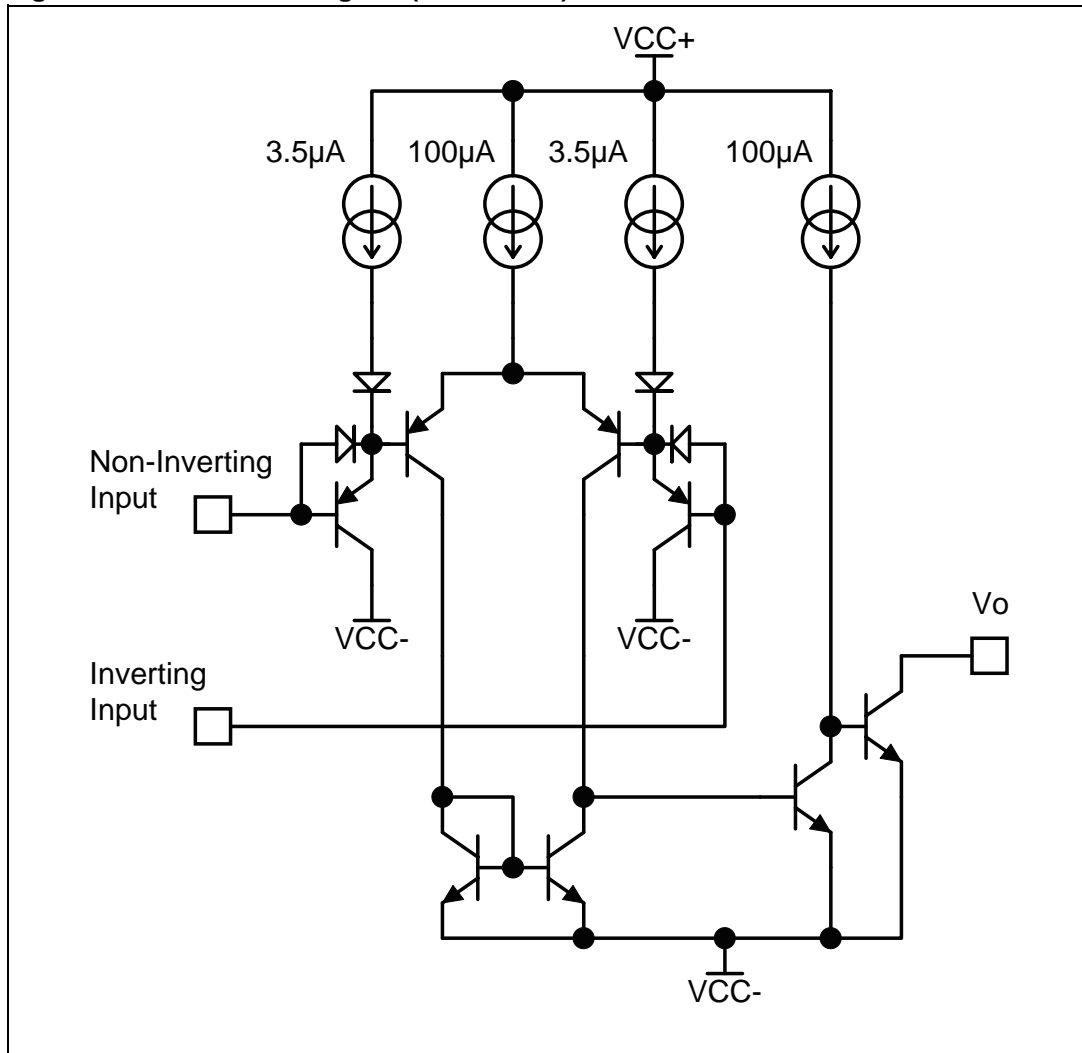 VCC+
3.5µA
100µA
3.5µA
100µA
Non-Inverting
Input
VCC-
VCC-
Vo
Inverting
Input
VCC-